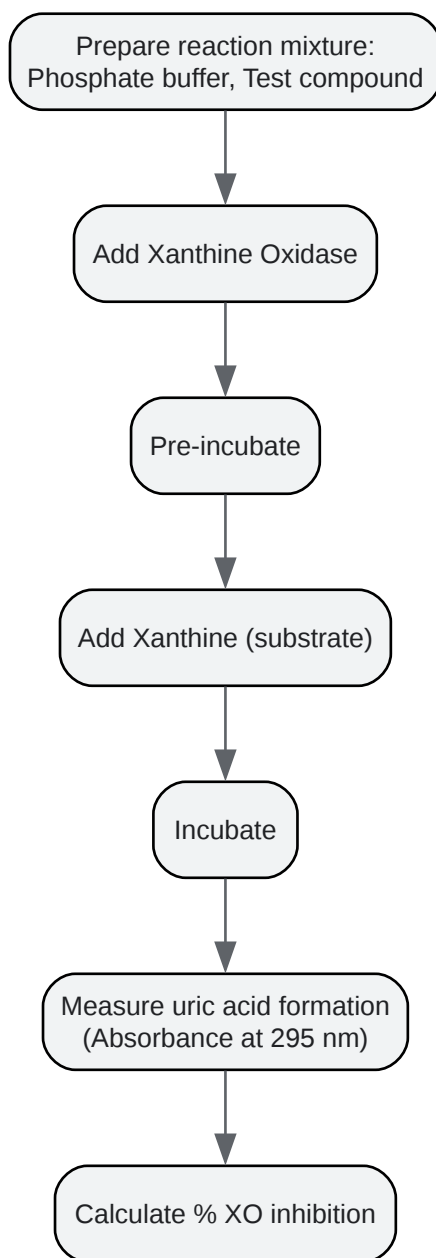 Prepare reaction mixture:
Phosphate buffer, Test compound
Add Xanthine Oxidase
Pre-incubate
Add Xanthine (substrate)
Incubate
Measure uric acid formation
(Absorbance at 295 nm)
Calculate % XO inhibition